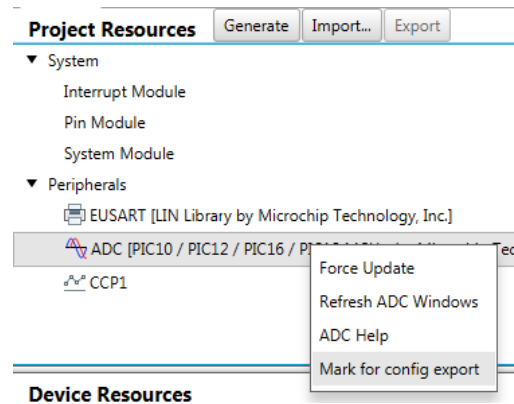 Project Resources Generate Import... Export
System
Interrupt Module
Pin Module
System Module
Peripherals
EUSART [LIN Library by Microchip Technology, Inc.]
ADC [PIC10 / PIC12 / PIC16 /
Force Update
CCP1
Refresh ADC Windows
ADC Help
Mark for config export
Device Resources